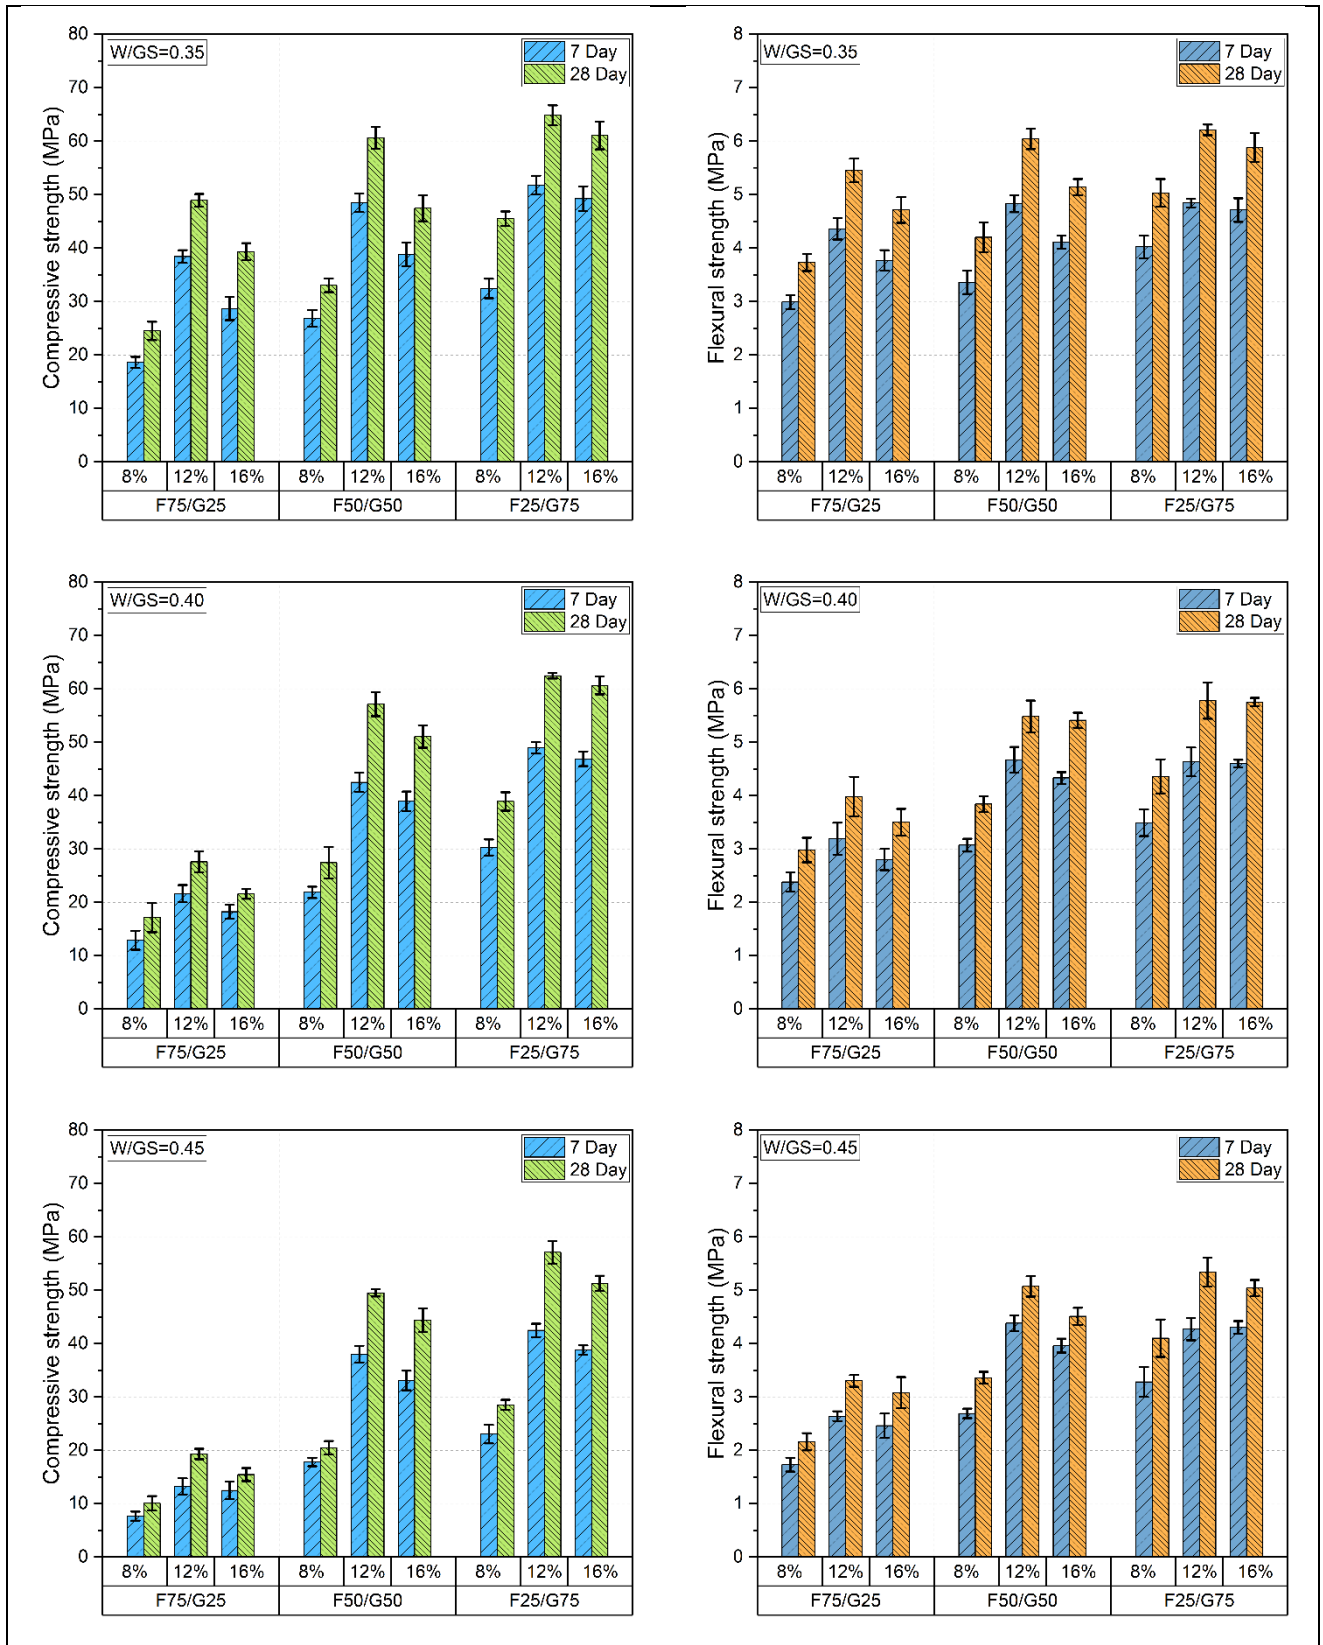 W/GS=0.35
7 Day
28 Day
Compressive strength (MPa)
80
70
60
50
40
30
20
10
0
8% 12% 16% 8% 12% 16% 8% 12% 16%
F75/G25 F50/G50 F25/G75
W/GS=0.35
7 Day
28 Day
Flexural strength (MPa)
8
7
6
5
4
3
2
1
0
8% 12% 16% 8% 12% 16% 8% 12% 16%
F75/G25 F50/G50 F25/G75
W/GS=0.40
7 Day
28 Day
Compressive strength (MPa)
80
70
60
50
40
30
20
10
0
8% 12% 16% 8% 12% 16% 8% 12% 16%
F75/G25 F50/G50 F25/G75
W/GS=0.40
7 Day
28 Day
Flexural strength (MPa)
8
7
6
5
4
3
2
1
0
8% 12% 16% 8% 12% 16% 8% 12% 16%
F75/G25 F50/G50 F25/G75
W/GS=0.45
7 Day
28 Day
Compressive strength (MPa)
80
70
60
50
40
30
20
10
0
8% 12% 16% 8% 12% 16% 8% 12% 16%
F75/G25 F50/G50 F25/G75
W/GS=0.45
7 Day
28 Day
Flexural strength (MPa)
8
7
6
5
4
3
2
1
0
8% 12% 16% 8% 12% 16% 8% 12% 16%
F75/G25 F50/G50 F25/G75